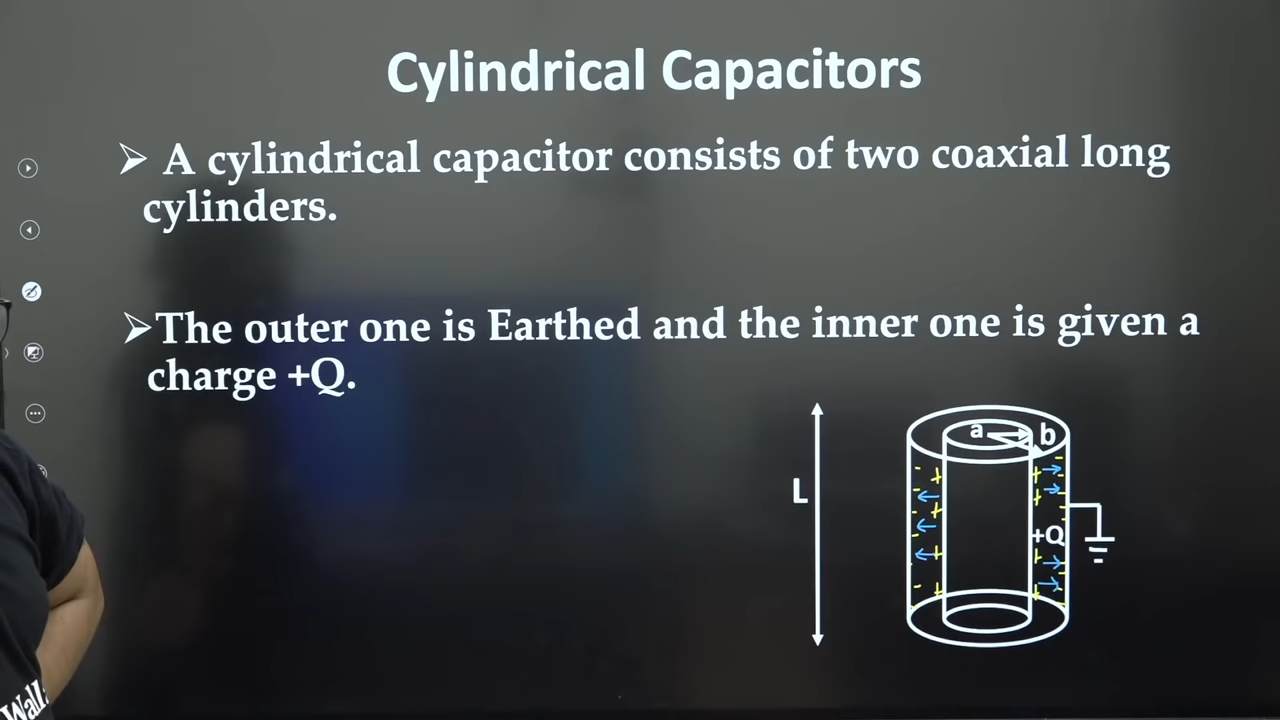 Cylindrical Capacitors
➢ A cylindrical capacitor consists of two coaxial long
cylinders.
➢The outer one is Earthed and the inner one is given a
charge +Q.
a
b
L
+Q
Wall